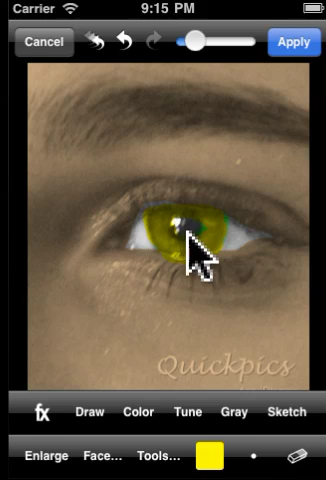 Carrier 9:15 PM
Cancel Apply
Quickpics
fx Draw Color Tune Gray Sketch
Enlarge Face... Tools...